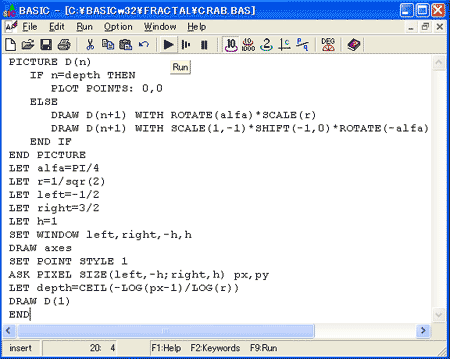 BASIC - [C:¥BASICw32¥FRACTAL¥CRAB.BAS]
File Edit Run Option Window Help
10 10 1000 C P q DEG
Run
PICTURE D(n)
IF n=depth THEN
PLOT POINTS: 0,0
ELSE
DRAW D(n+1) WITH ROTATE(alfa)*SCALE(r)
DRAW D(n+1) WITH SCALE(1,-1)*SHIFT(-1,0)*ROTATE(-alfa)
END IF
END PICTURE
LET alfa=PI/4
LET r=1/sqr(2)
LET left=-1/2
LET right=3/2
LET h=1
SET WINDOW left,right,-h,h
DRAW axes
SET POINT STYLE 1
ASK PIXEL SIZE(left,-h;right,h) px,py
LET depth=CEIL(-LOG(px-1)/LOG(r))
DRAW D(1)
END
insert 20: 4 F1:Help F2:Keywords F9:Run